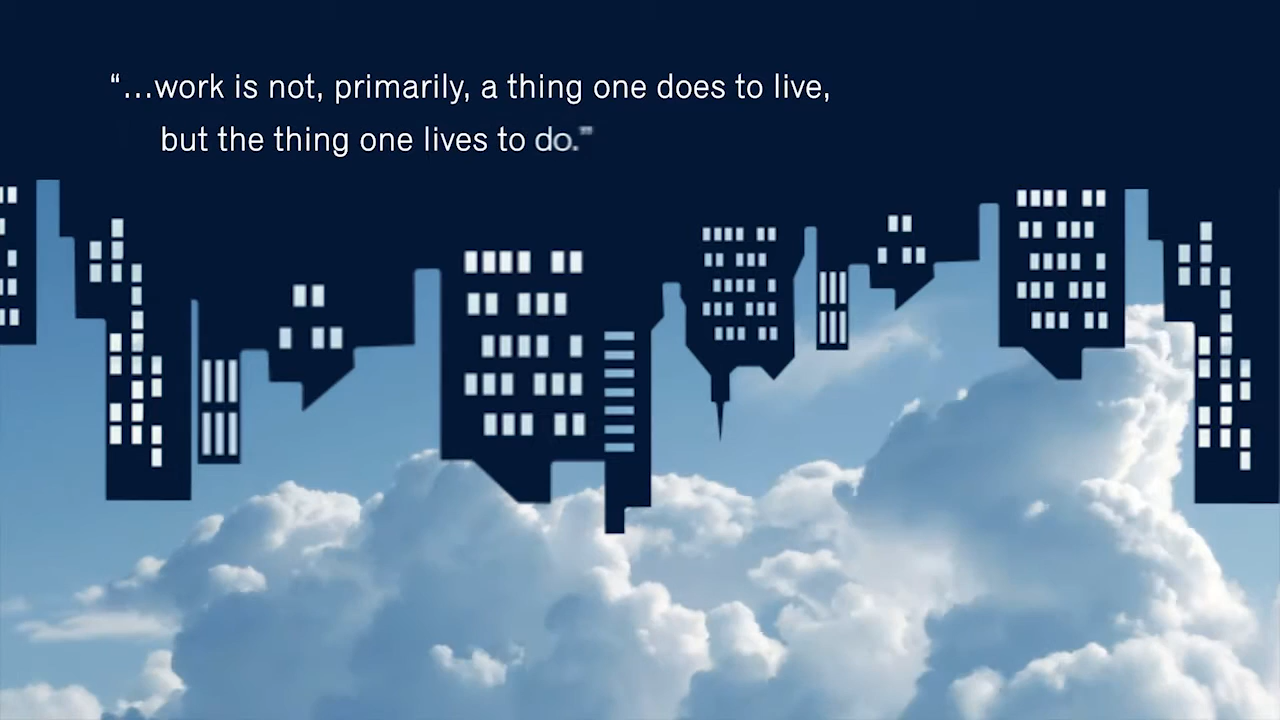 “…work is not, primarily, a thing one does to live,
but the thing one lives to do.”